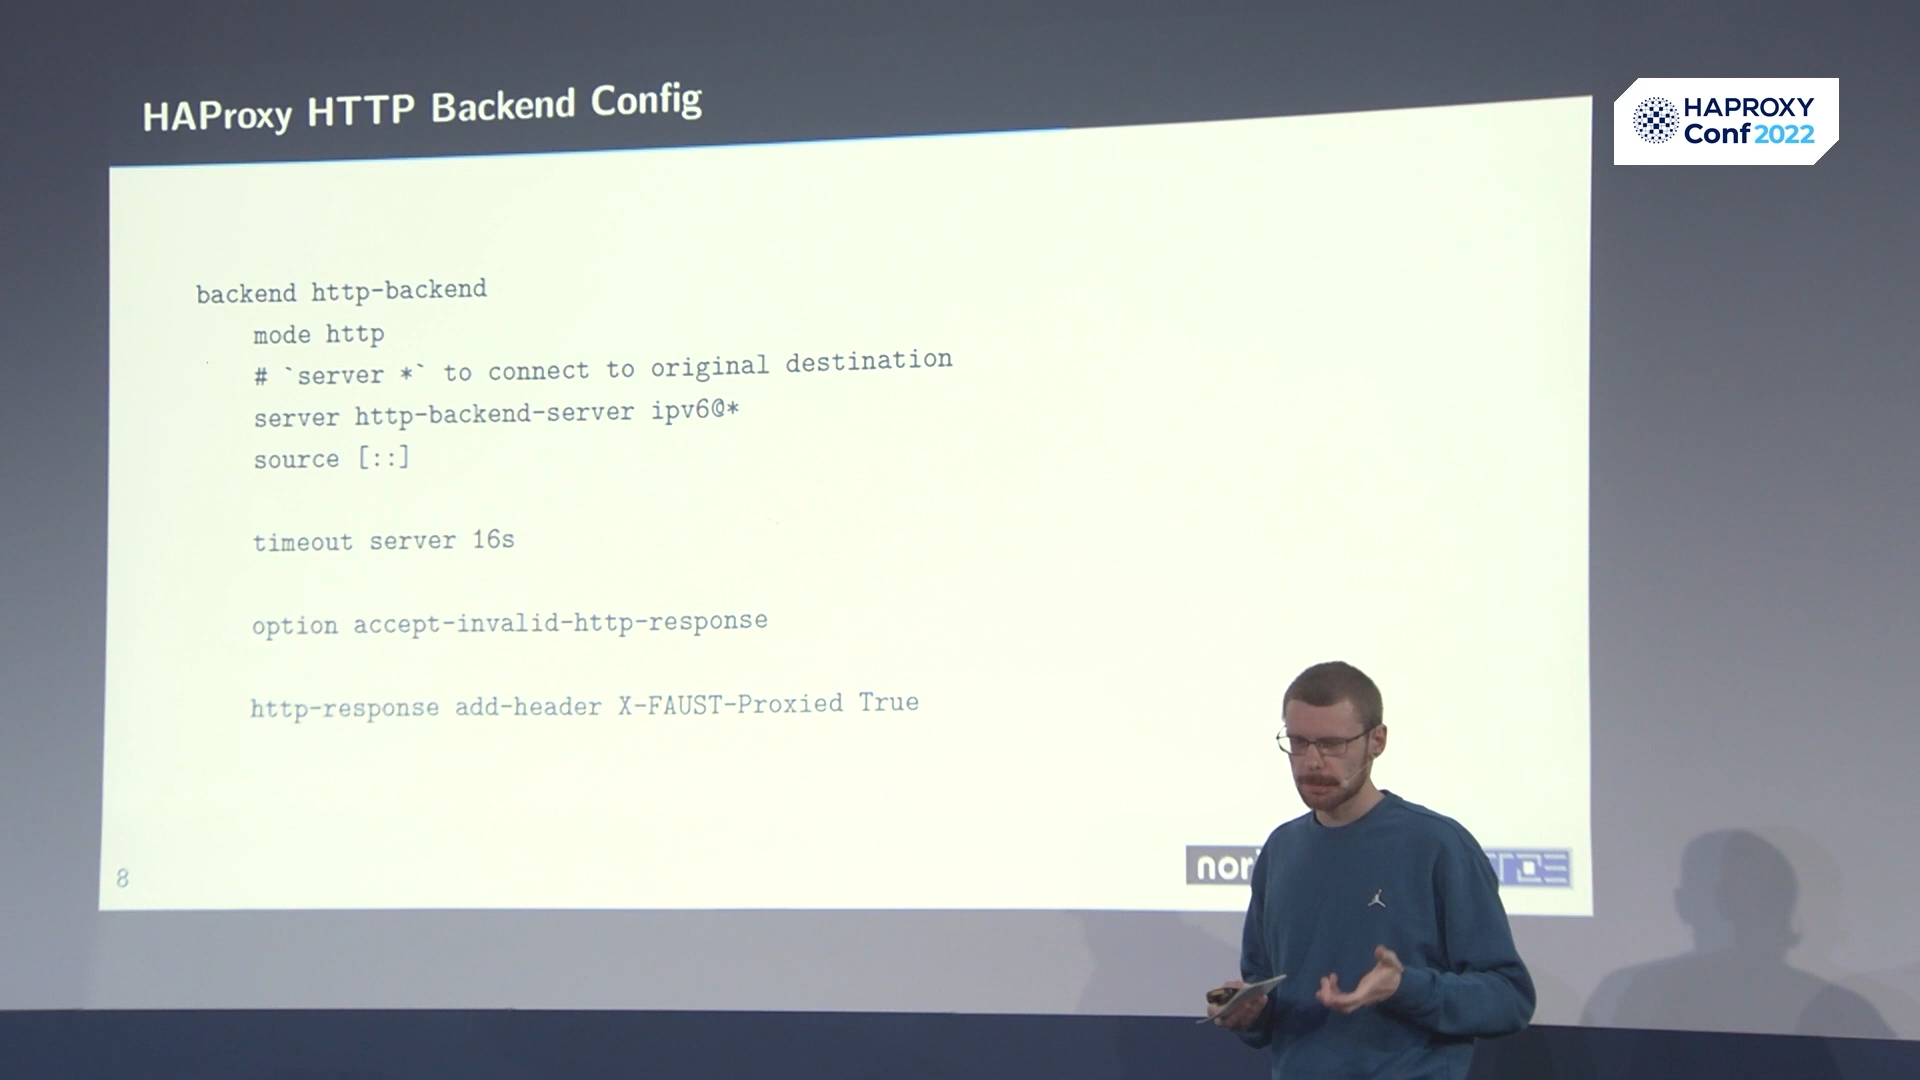 HAProxy HTTP Backend Config
HAPROXY
Conf 2022
backend http-backend
mode http
# `server *` to connect to original destination
server http-backend-server ipv6@*
source [::]
timeout server 16s
option accept-invalid-http-response
http-response add-header X-FAUST-Proxied True
8